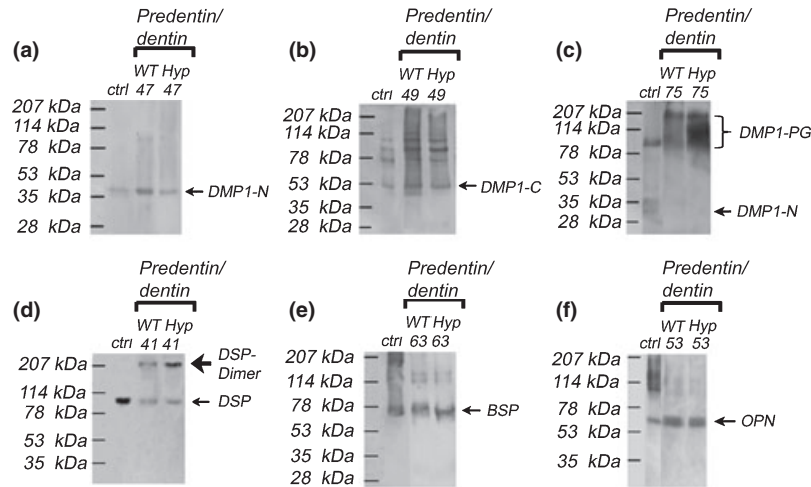 (a)
Predentin/
dentin
WT Hyp
ctrl 47 47
207 kDa
114 kDa
78 kDa
53 kDa
35 kDa
28 kDa
DMP1-N
(b)
Predentin/
dentin
WT Hyp
ctrl 49 49
207 kDa
114 kDa
78 kDa
53 kDa
35 kDa
28 kDa
DMP1-C
(c)
Predentin/
dentin
WT Hyp
ctrl 75 75
207 kDa
114 kDa
78 kDa
53 kDa
35 kDa
28 kDa
DMP1-PG
DMP1-N
(d)
Predentin/
dentin
WT Hyp
ctrl 41 41
207 kDa
114 kDa
78 kDa
53 kDa
35 kDa
DSP-
Dimer
DSP
(e)
Predentin/
dentin
WT Hyp
ctrl 63 63
207 kDa
114 kDa
78 kDa
53 kDa
35 kDa
28 kDa
BSP
(f)
Predentin/
dentin
WT Hyp
ctrl 53 53
207 kDa
114 kDa
78 kDa
53 kDa
35 kDa
OPN